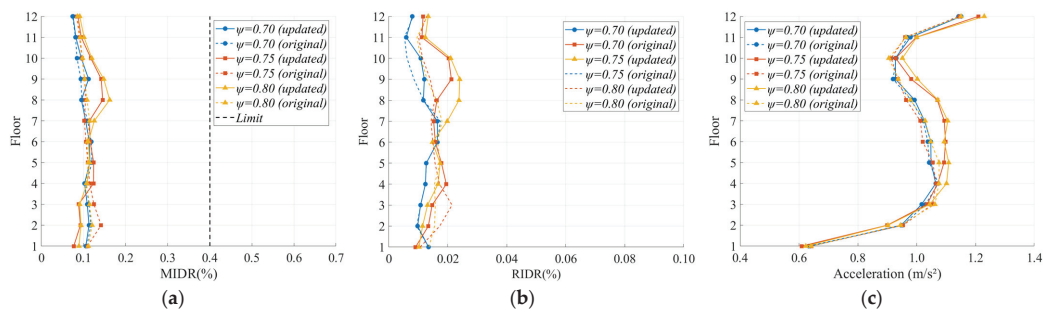 12
11
10
9
8
7
6
5
4
3
2
1
Floor
0
0.1
0.2
0.3
0.4
0.5
0.6
0.7
MIDR(%)
ψ=0.70 (updated)
ψ=0.70 (original)
ψ=0.75 (updated)
ψ=0.75 (original)
ψ=0.80 (updated)
ψ=0.80 (original)
Limit
(a)
12
11
10
9
8
7
6
5
4
3
2
1
Floor
0
0.02
0.04
0.06
0.08
0.10
RIDR(%)
ψ=0.70 (updated)
ψ=0.70 (original)
ψ=0.75 (updated)
ψ=0.75 (original)
ψ=0.80 (updated)
ψ=0.80 (original)
(b)
12
11
10
9
8
7
6
5
4
3
2
1
Floor
0.4
0.6
0.8
1.0
1.2
1.4
Acceleration (m/s²)
ψ=0.70 (updated)
ψ=0.70 (original)
ψ=0.75 (updated)
ψ=0.75 (original)
ψ=0.80 (updated)
ψ=0.80 (original)
(c)